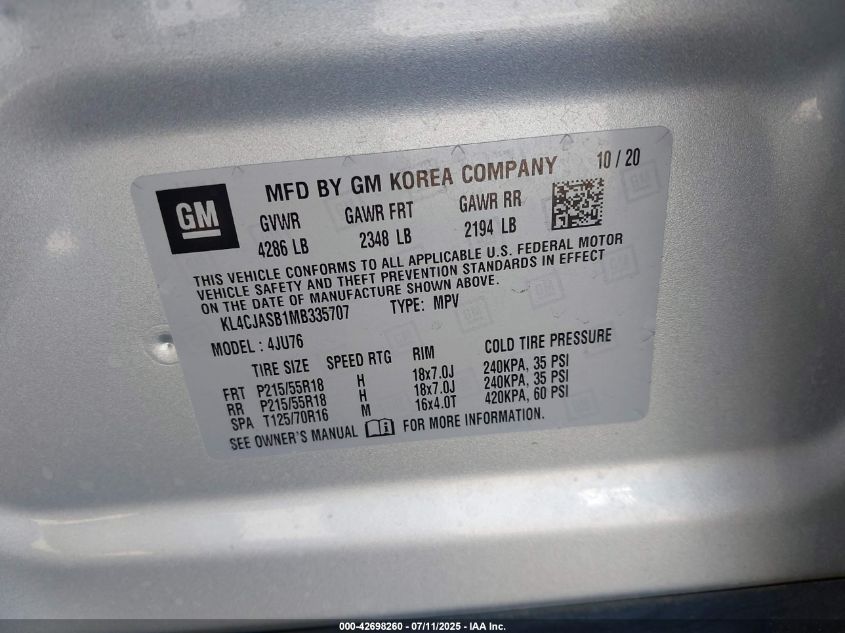 GM
MFD BY GM KOREA COMPANY 10 / 20
GVWR GAWR FRT GAWR RR
4286 LB 2348 LB 2194 LB
THIS VEHICLE CONFORMS TO ALL APPLICABLE U.S. FEDERAL MOTOR
VEHICLE SAFETY AND THEFT PREVENTION STANDARDS IN EFFECT
ON THE DATE OF MANUFACTURE SHOWN ABOVE.
KL4CJASB1MB335707 TYPE: MPV
MODEL : 4JU76
TIRE SIZE SPEED RTG RIM COLD TIRE PRESSURE
FRT P215/55R18 H 18x7.0J 240KPA, 35 PSI
RR P215/55R18 H 18x7.0J 240KPA, 35 PSI
SPA T125/70R16 M 16x4.0T 420KPA, 60 PSI
SEE OWNER'S MANUAL FOR MORE INFORMATION.
000-42698260 - 07/11/2025 - IAA Inc.